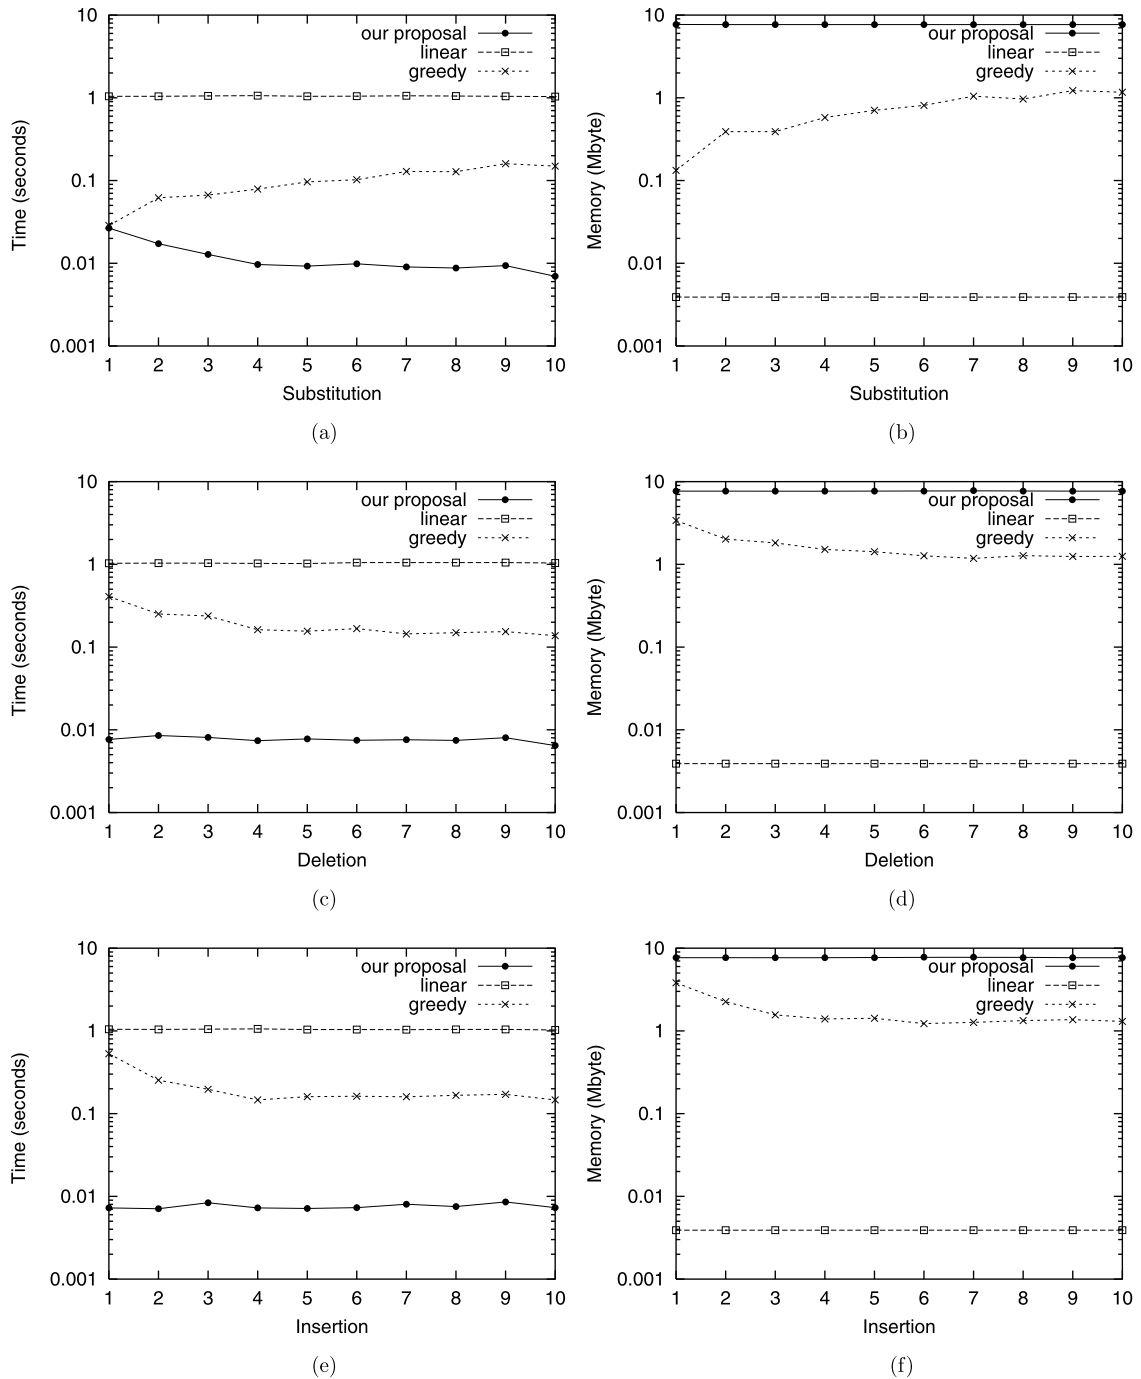 10
1
0.1
0.01
0.001
Time (seconds)
our proposal
linear
greedy
1 2 3 4 5 6 7 8 9 10
Substitution
(a)
10
1
0.1
0.01
0.001
Memory (Mbyte)
our proposal
linear
greedy
1 2 3 4 5 6 7 8 9 10
Substitution
(b)
10
1
0.1
0.01
0.001
Time (seconds)
our proposal
linear
greedy
1 2 3 4 5 6 7 8 9 10
Deletion
(c)
10
1
0.1
0.01
0.001
Memory (Mbyte)
our proposal
linear
greedy
1 2 3 4 5 6 7 8 9 10
Deletion
(d)
10
1
0.1
0.01
0.001
Time (seconds)
our proposal
linear
greedy
1 2 3 4 5 6 7 8 9 10
Insertion
(e)
10
1
0.1
0.01
0.001
Memory (Mbyte)
our proposal
linear
greedy
1 2 3 4 5 6 7 8 9 10
Insertion
(f)